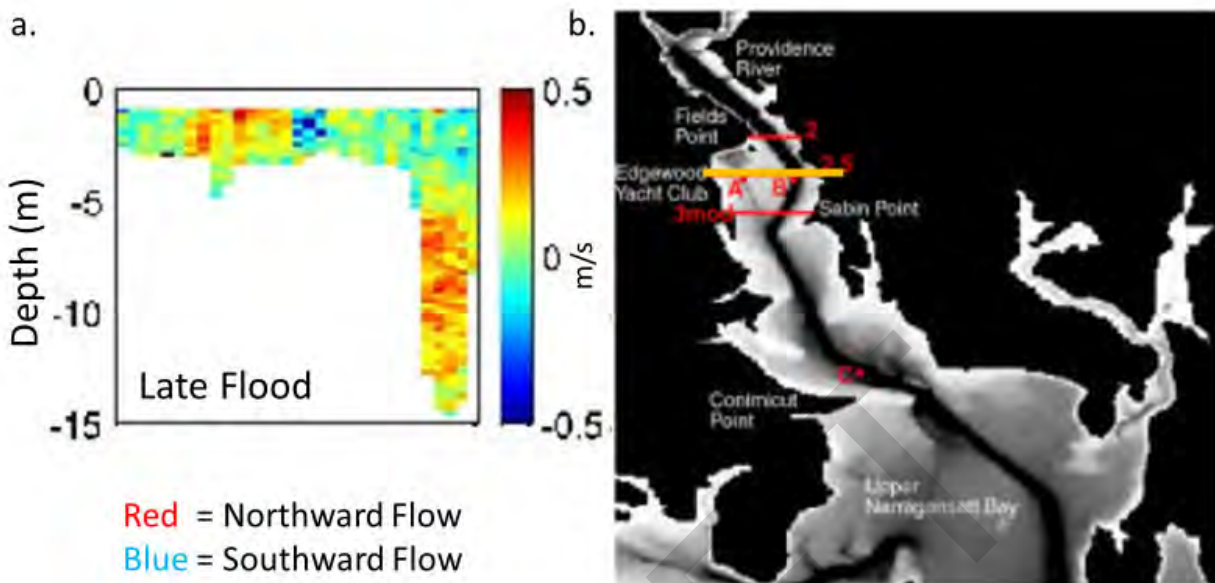 a.
0
-5
-10
-15
Depth (m)
Late Flood
0.5
0
-0.5
m/s
Red = Northward Flow
Blue = Southward Flow
b.
Providence
River
Fields
Point
2
2.5
Edgewood
Yacht Club
A
B
3mod
Sabin Point
C
Conimicut
Point
Upper
Narragansett Bay